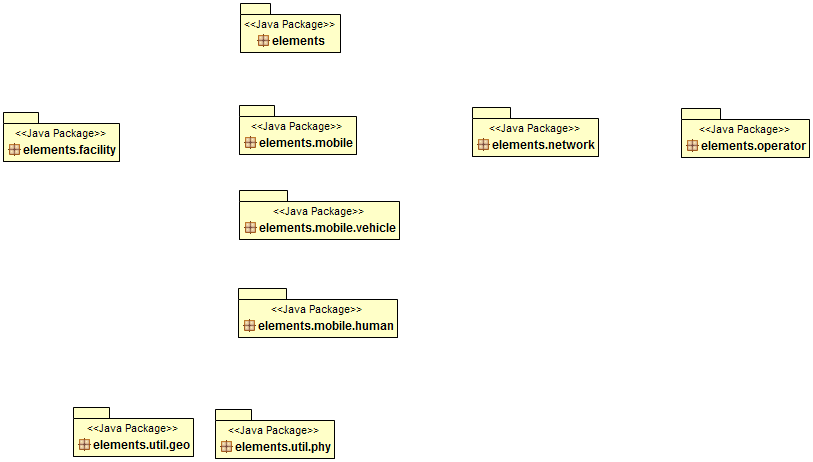 <<Java Package>>
elements
<<Java Package>>
elements.facility
<<Java Package>>
elements.mobile
<<Java Package>>
elements.network
<<Java Package>>
elements.operator
<<Java Package>>
elements.mobile.vehicle
<<Java Package>>
elements.mobile.human
<<Java Package>>
elements.util.geo
<<Java Package>>
elements.util.phy